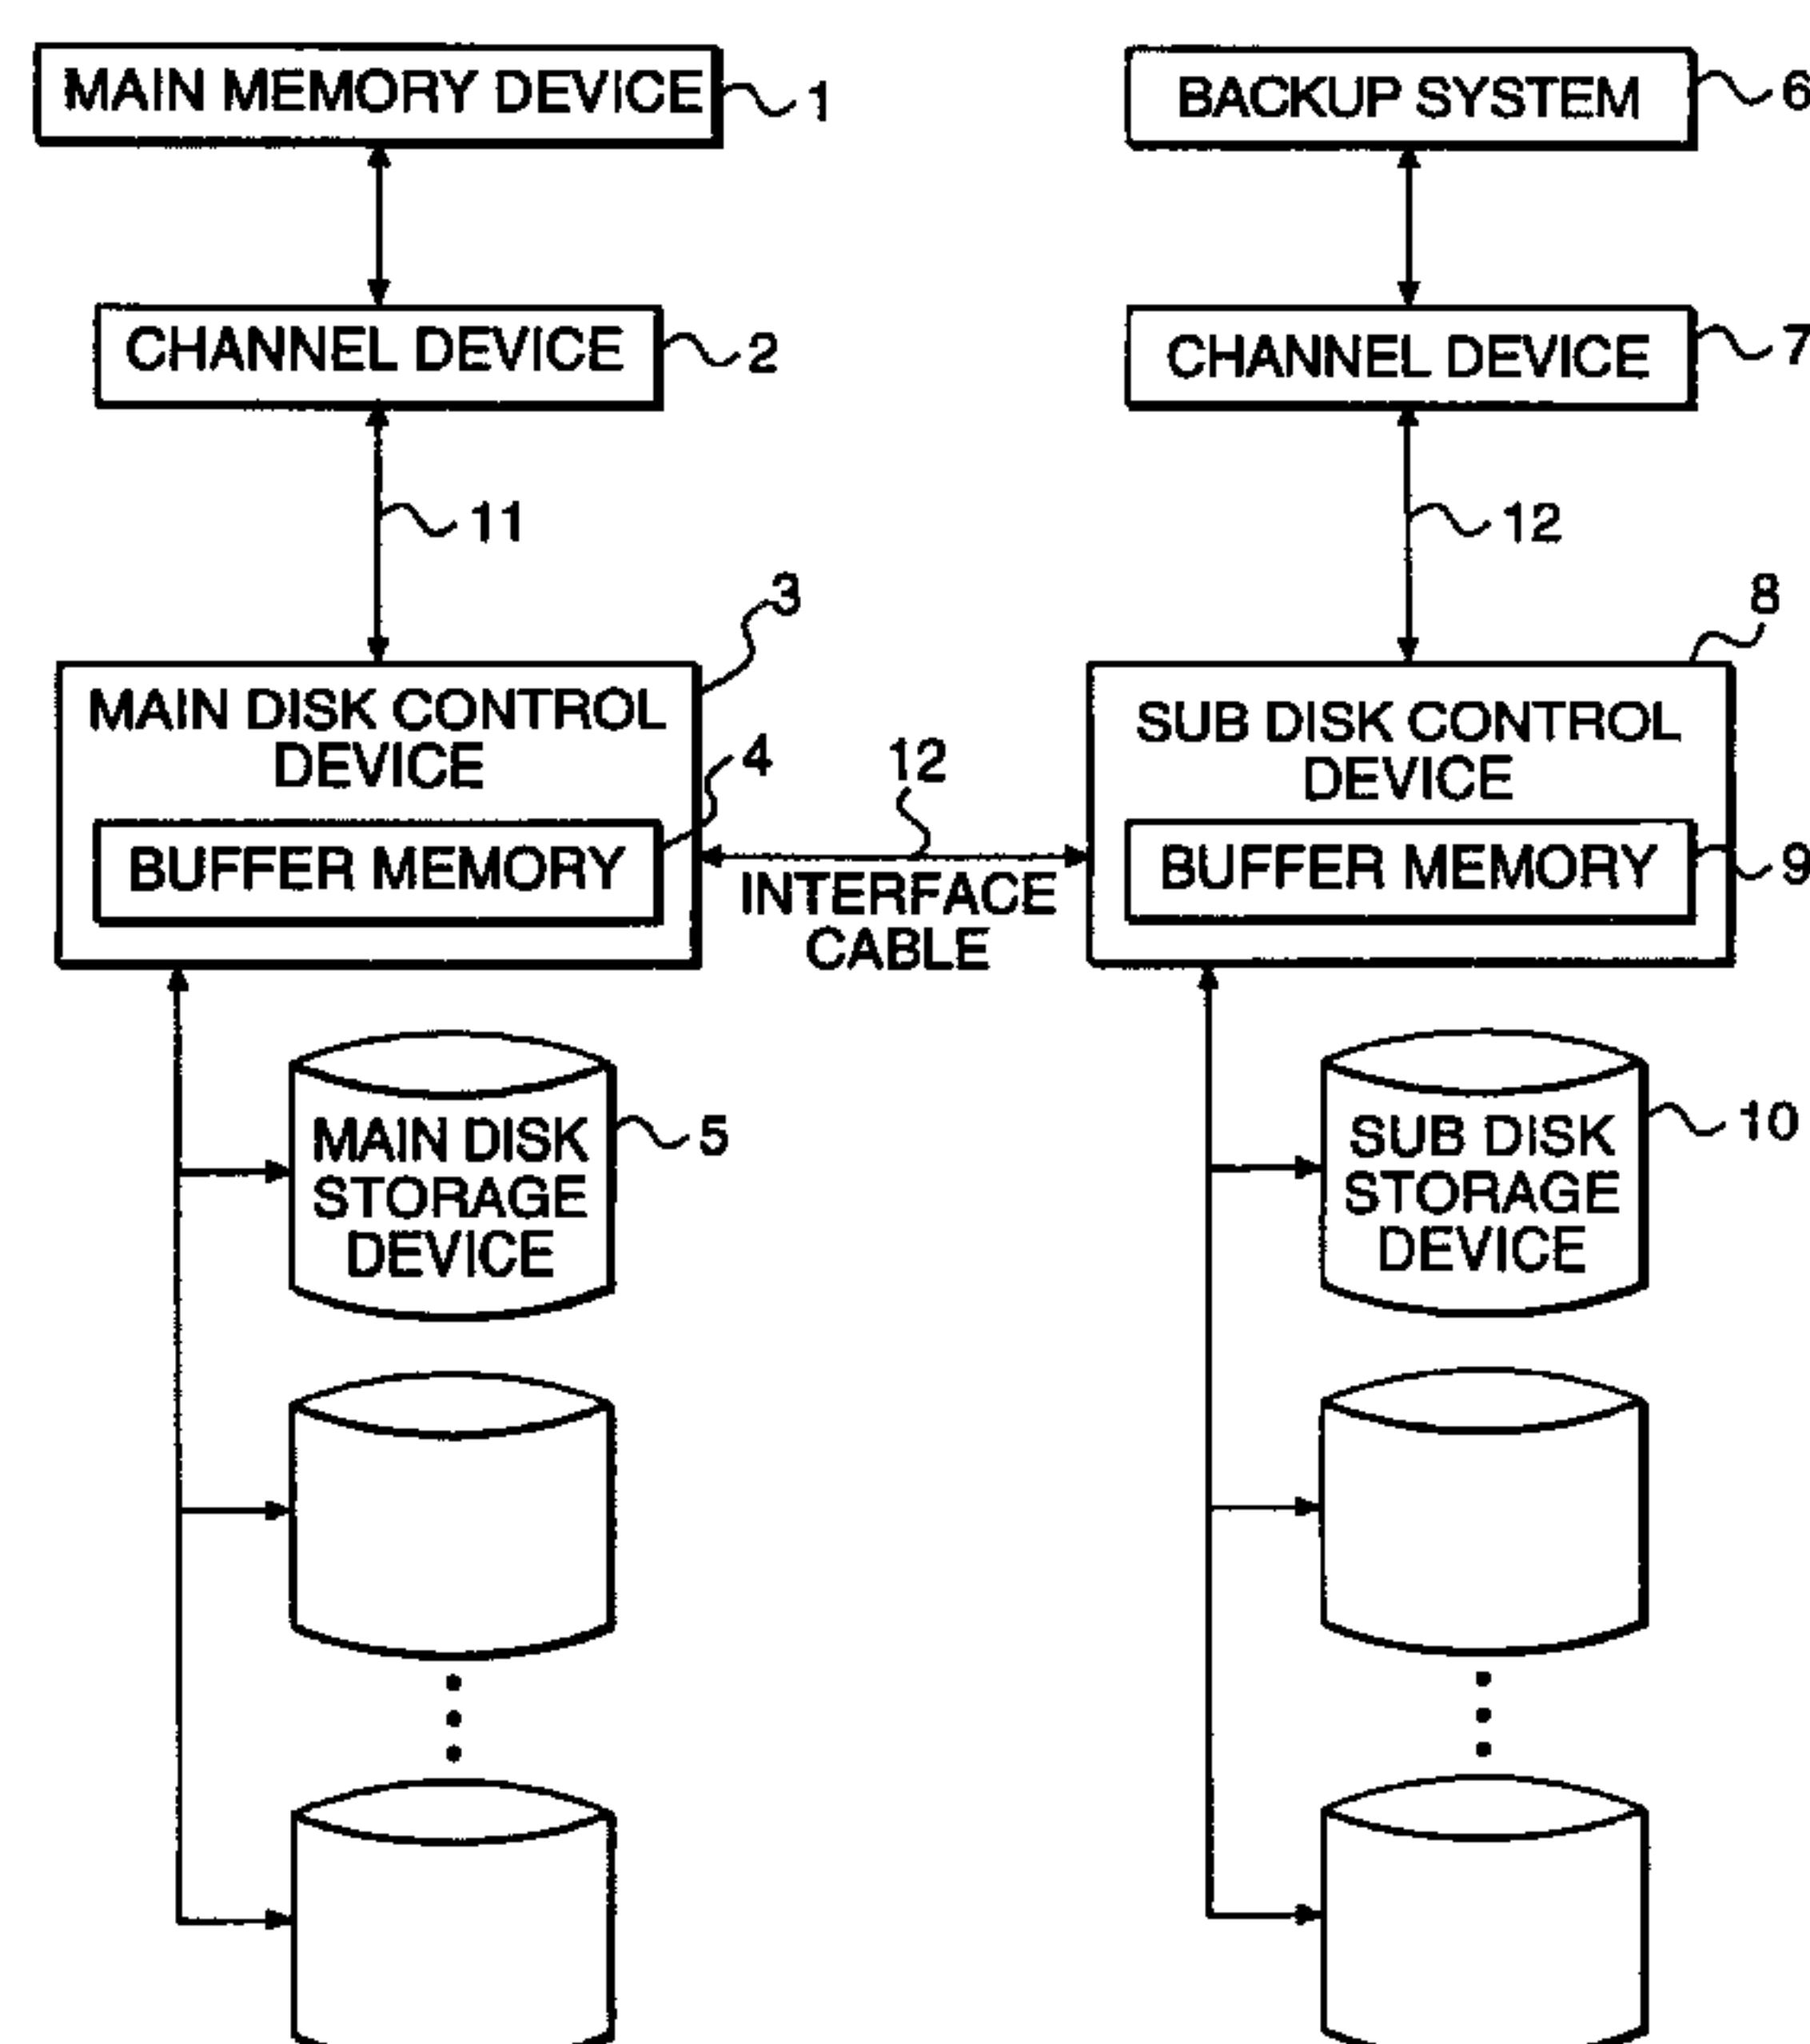 MAIN MEMORY DEVICE
1
BACKUP SYSTEM
6
CHANNEL DEVICE
2
CHANNEL DEVICE
7
11
12
3
8
MAIN DISK CONTROL
DEVICE
4
BUFFER MEMORY
12
INTERFACE
CABLE
SUB DISK CONTROL
DEVICE
BUFFER MEMORY
9
MAIN DISK
STORAGE
DEVICE
5
SUB DISK
STORAGE
DEVICE
10